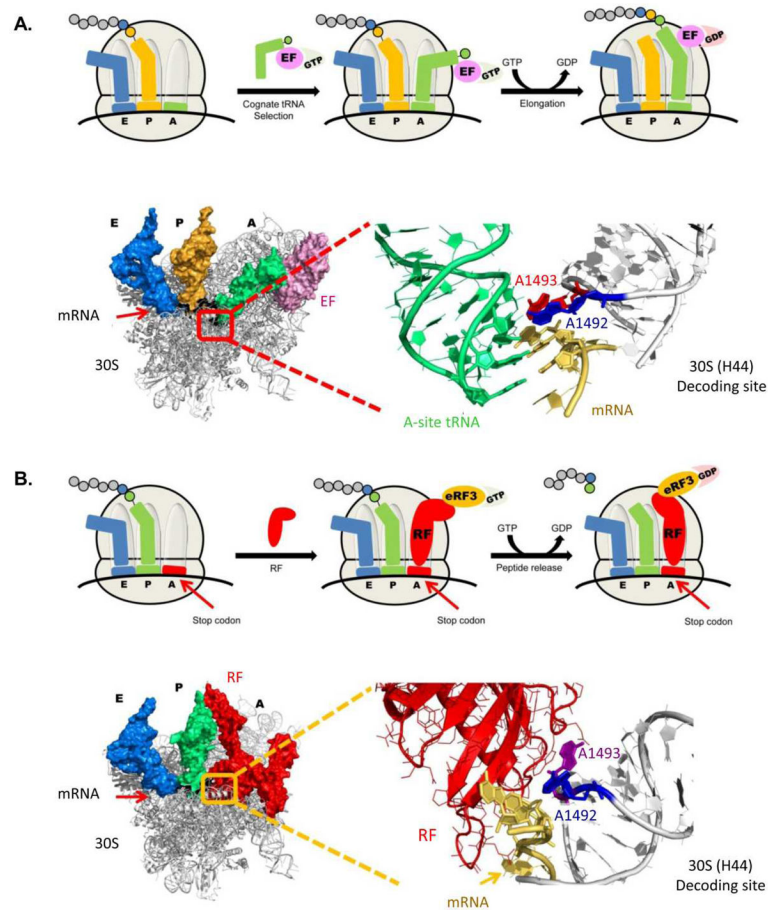 A.
EF
GTP
E P A
Cognate tRNA
Selection
EF
GTP
E P A
GTP
GDP
Elongation
EF
GDP
E P A
E
P
A
EF
mRNA
30S
A1493
A1492
30S (H44)
Decoding site
mRNA
A-site tRNA
B.
E P A
Stop codon
RF
eRF3
GTP
RF
E P A
Stop codon
GTP
GDP
Peptide release
eRF3
GDP
RF
E P A
Stop codon
RF
E
P
A
mRNA
30S
A1493
A1492
RF
mRNA
30S (H44)
Decoding site